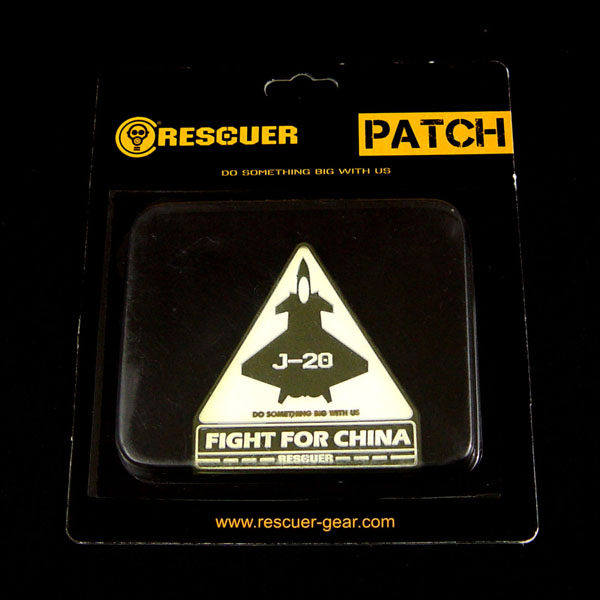 RESCUER
PATCH
DO SOMETHING BIG WITH US
J-20
DO SOMETHING BIG WITH US
FIGHT FOR CHINA
RESCUER
www.rescuer-gear.com